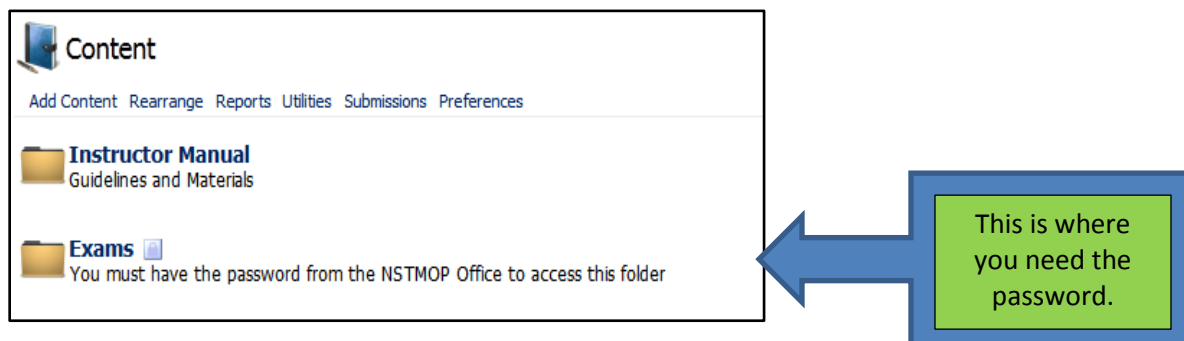 Content
Add Content Rearrange Reports Utilities Submissions Preferences
Instructor Manual
Guidelines and Materials
Exams
You must have the password from the NSTMOP Office to access this folder
This is where
you need the
password.